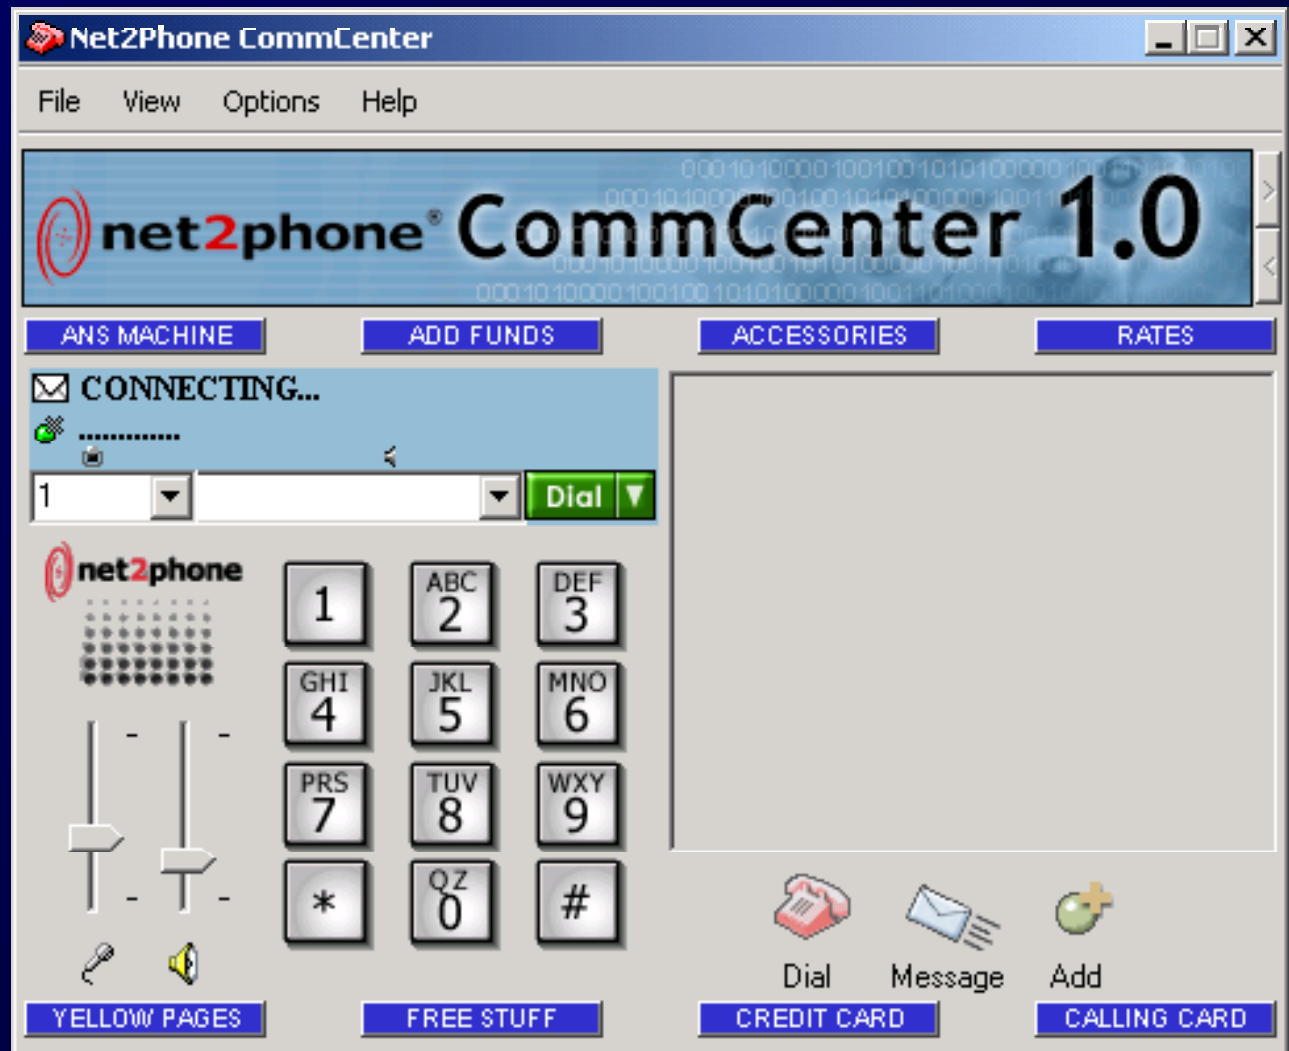 Net2Phone CommCenter
File View Options Help
net2phone® CommCenter 1.0
ANS MACHINE ADD FUNDS ACCESSORIES RATES
CONNECTING...
.............
1 Dial
net2phone
1 ABC 2 DEF 3
GHI 4 JKL 5 MNO 6
PRS 7 TUV 8 WXY 9
* QZ 0 #
Dial Message Add
YELLOW PAGES FREE STUFF CREDIT CARD CALLING CARD